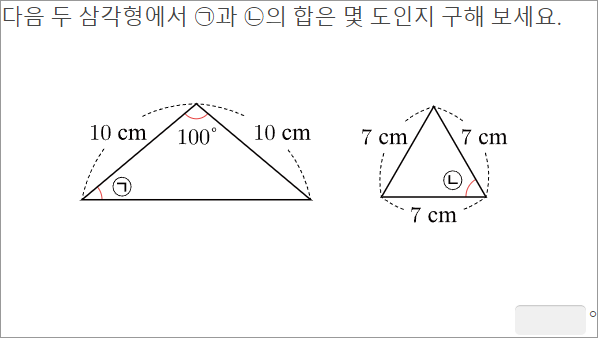 다음 두 삼각형에서 ㉠과 ㉡의 합은 몇 도인지 구해 보세요.
10 cm 100° 10 cm
㉠
7 cm 7 cm
㉡
7 cm
°